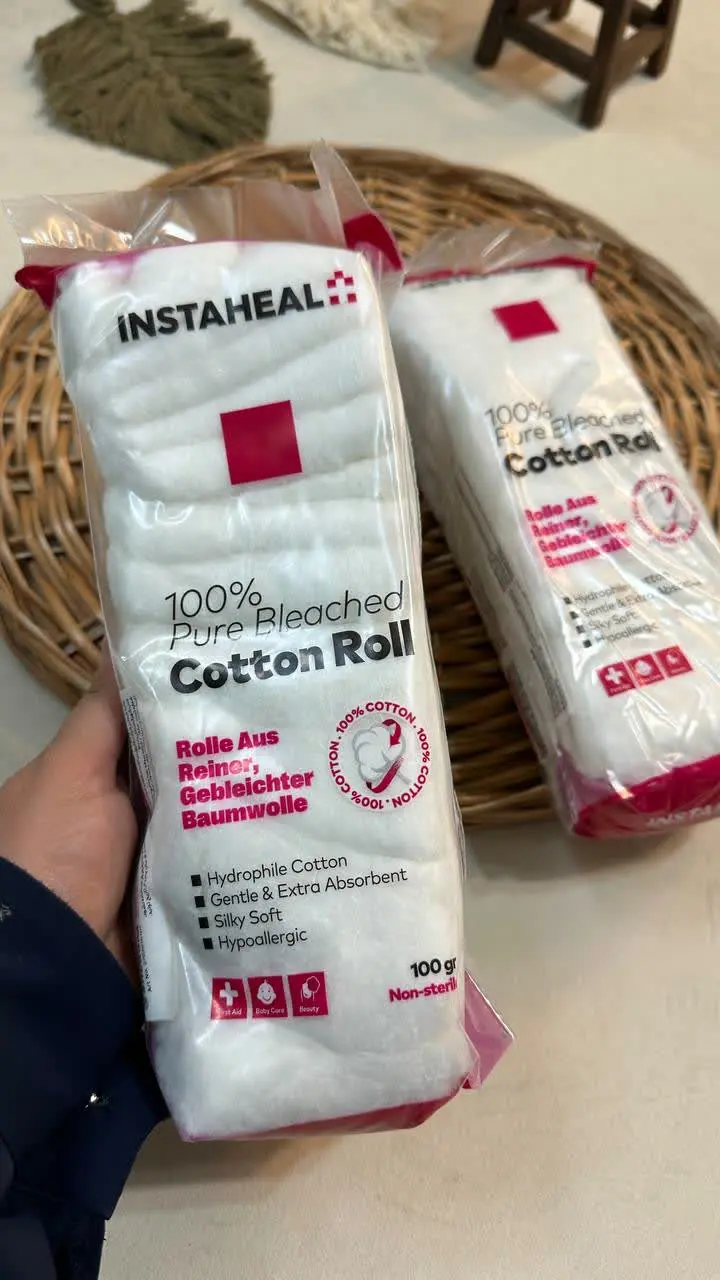 INSTAHEAL
100%
Pure Bleached
Cotton Roll
Rolle Aus
Reiner,
Gebleichter
Baumwolle
100% COTTON . 100% COTTON . 100% COTTON .
Hydrophile Cotton
Gentle & Extra Absorbent
Silky Soft
Hypoallergic
First Aid
Baby Care
Beauty
100 gr
Non-steril
100%
Pure Bleached
Cotton Roll
Rolle Aus
Reiner,
Gebleichter
Baumwolle
Hydrophile Cotton
Gentle & Extra Absorbent
Silky Soft
Hypoallergic